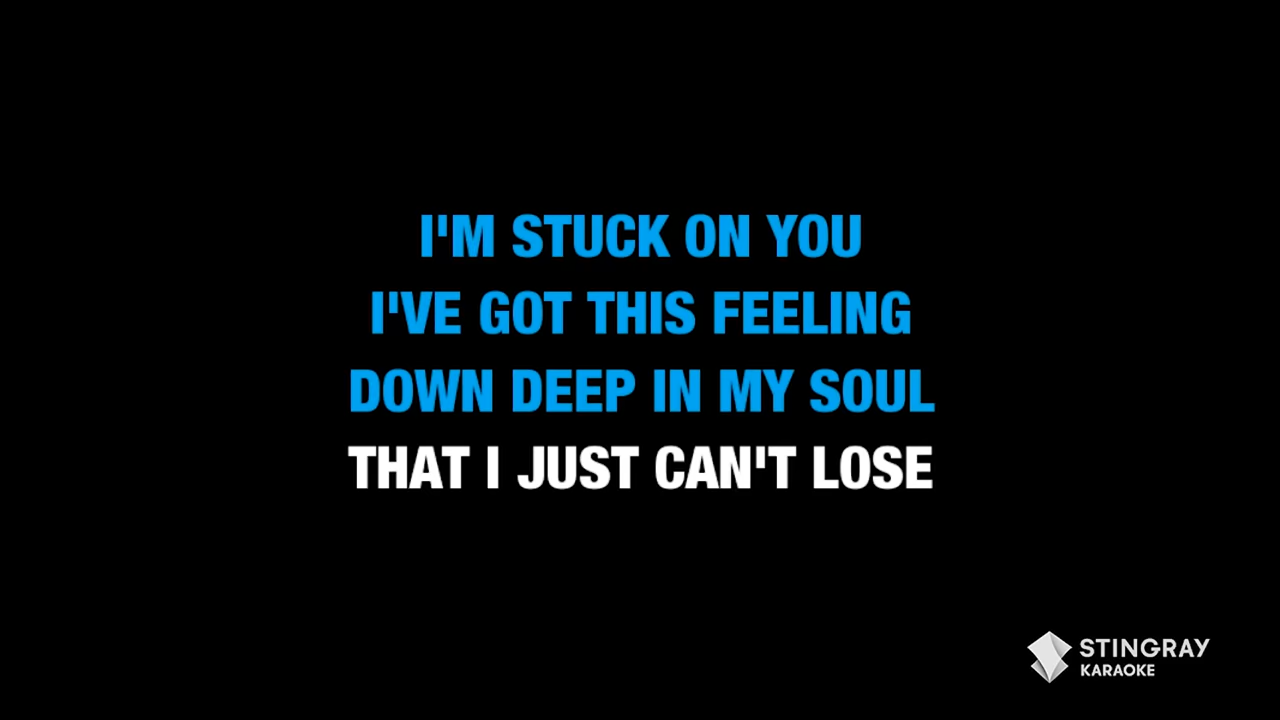 I'M STUCK ON YOU
I'VE GOT THIS FEELING
DOWN DEEP IN MY SOUL
THAT I JUST CAN'T LOSE
STINGRAY
KARAOKE